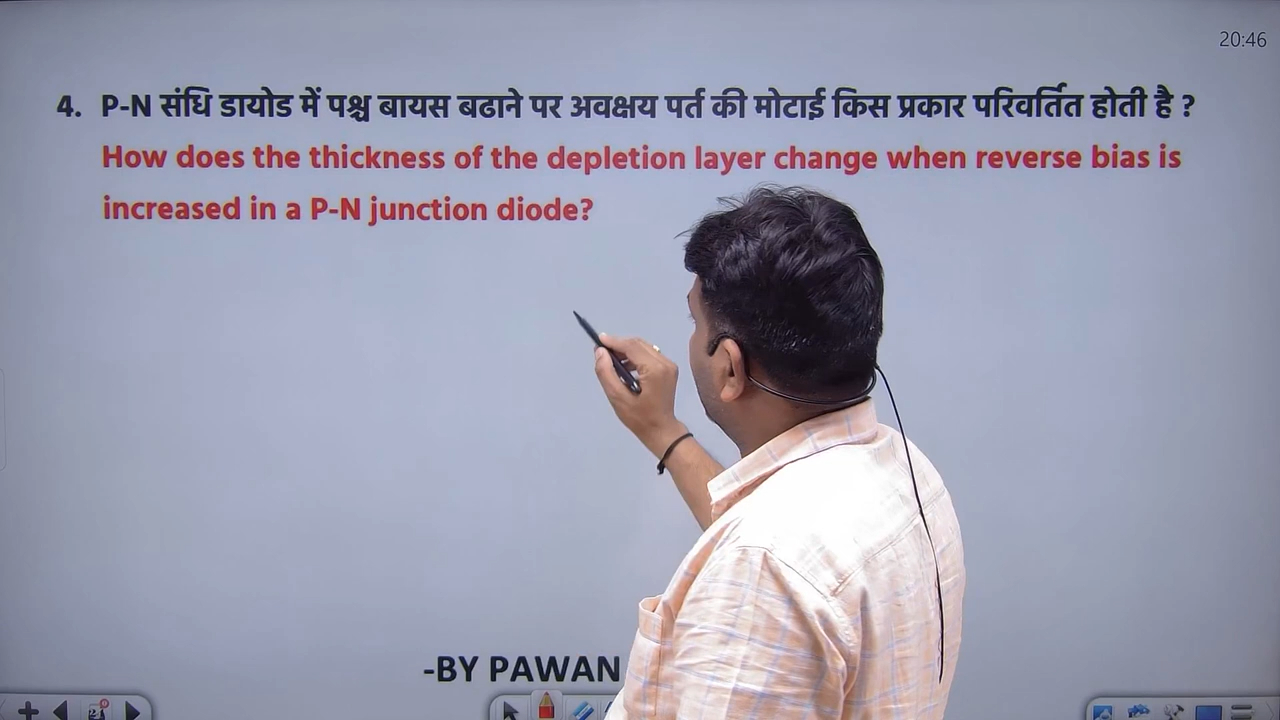 20:46
4. P-N संधि डायोड में पश्च बायस बढाने पर अवक्षय पर्त की मोटाई किस प्रकार परिवर्तित होती है ?
How does the thickness of the depletion layer change when reverse bias is
increased in a P-N junction diode?
-BY PAWAN